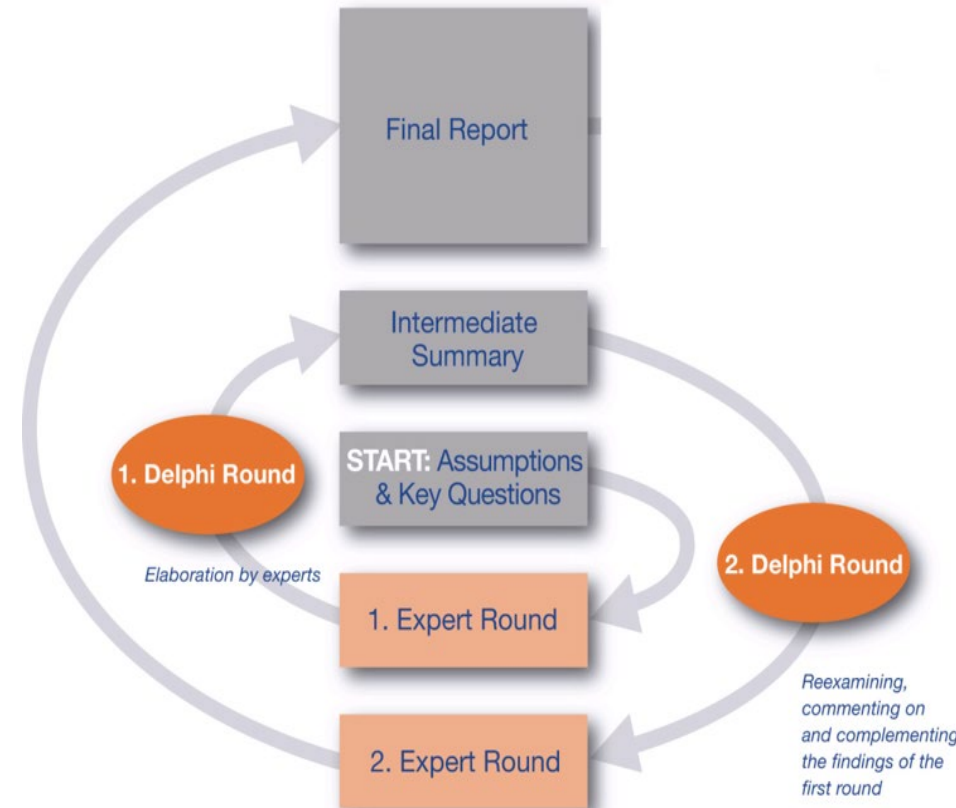 Final Report
Intermediate
Summary
START: Assumptions
& Key Questions
1. Delphi Round
Elaboration by experts
1. Expert Round
2. Delphi Round
Reexamining,
commenting on
and complementing
the findings of the
first round
2. Expert Round